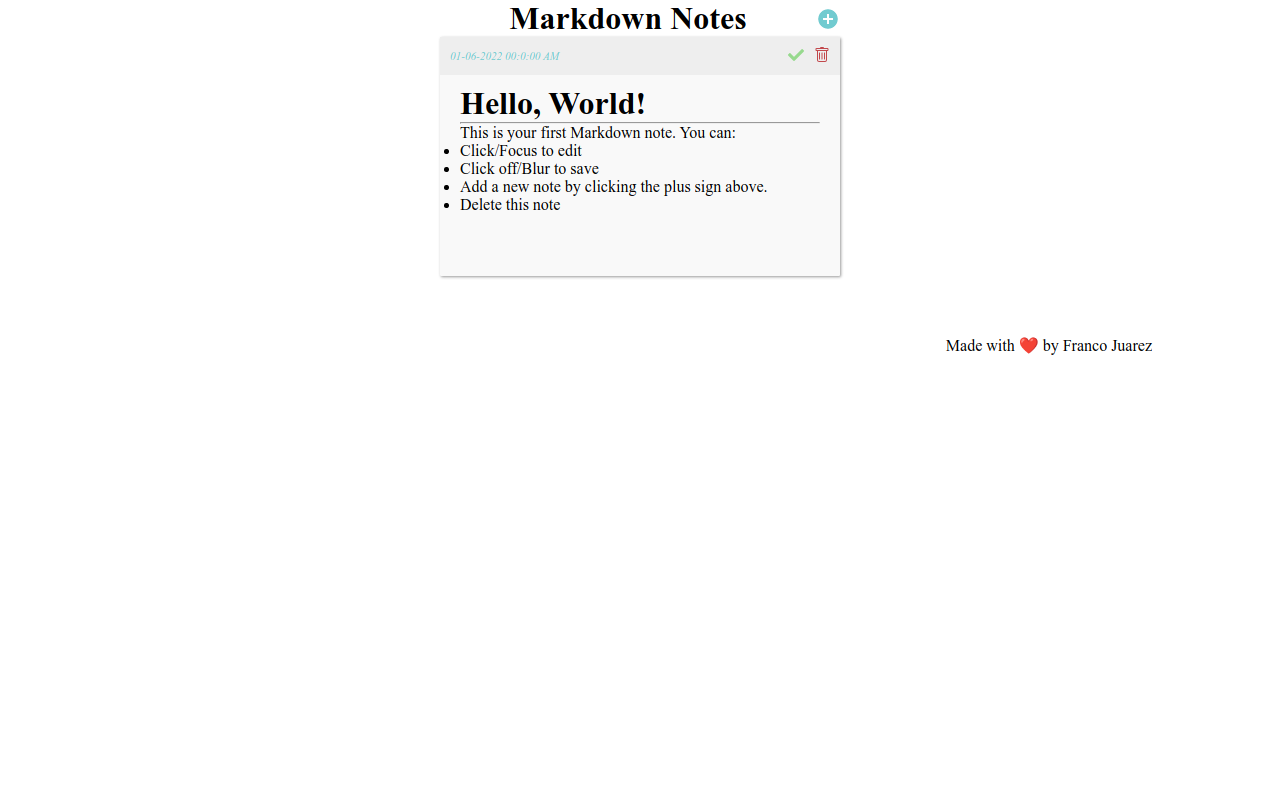 Markdown Notes
01-06-2022 00:0:00 AM
Hello, World!
This is your first Markdown note. You can:
• Click/Focus to edit
• Click off/Blur to save
• Add a new note by clicking the plus sign above.
• Delete this note
Made with ❤️ by Franco Juarez